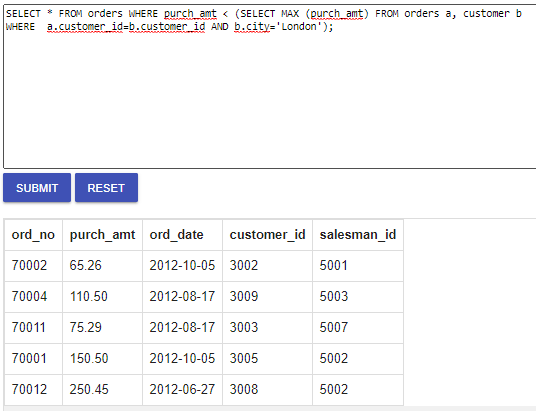 SELECT * FROM orders WHERE purch_amt < (SELECT MAX (purch_amt) FROM orders a, customer b
WHERE  a.customer_id=b.customer_id AND b.city='London');
SUBMIT RESET
ord_no purch_amt ord_date customer_id salesman_id
70002 65.26 2012-10-05 3002 5001
70004 110.50 2012-08-17 3009 5003
70011 75.29 2012-08-17 3003 5007
70001 150.50 2012-10-05 3005 5002
70012 250.45 2012-06-27 3008 5002